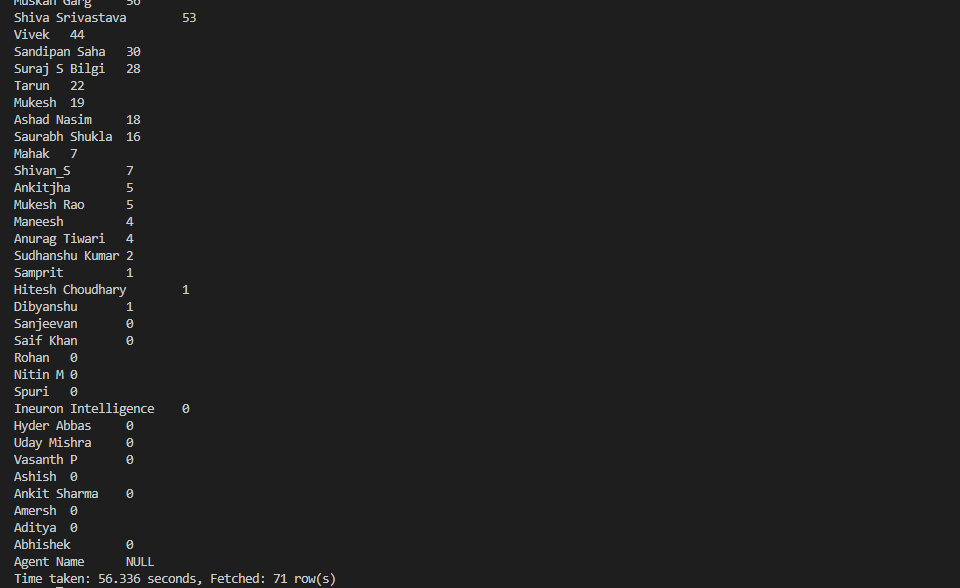 Muskan Garg 56
Shiva Srivastava 53
Vivek 44
Sandipan Saha 30
Suraj S Bilgi 28
Tarun 22
Mukesh 19
Ashad Nasim 18
Saurabh Shukla 16
Mahak 7
Shivan_S 7
Ankitjha 5
Mukesh Rao 5
Maneesh 4
Anurag Tiwari 4
Sudhanshu Kumar 2
Samprit 1
Hitesh Choudhary 1
Dibyanshu 1
Sanjeevan 0
Saif Khan 0
Rohan 0
Nitin M 0
Spuri 0
Ineuron Intelligence 0
Hyder Abbas 0
Uday Mishra 0
Vasanth P 0
Ashish 0
Ankit Sharma 0
Amersh 0
Aditya 0
Abhishek 0
Agent Name NULL
Time taken: 56.336 seconds, Fetched: 71 row(s)